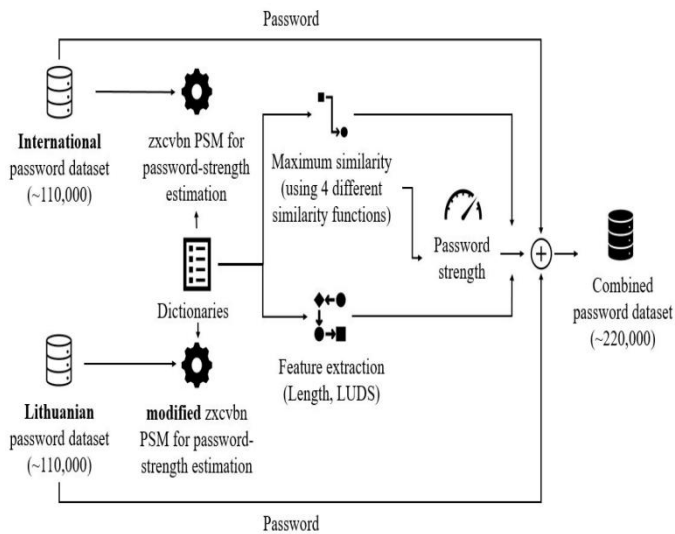 Password
International
password dataset
(~110,000)
zxcvbn PSM for
password-strength
estimation
Maximum similarity
(using 4 different
similarity functions)
Password
strength
Combined
password dataset
(~220,000)
Dictionaries
Feature extraction
(Length, LUDS)
Lithuanian
password dataset
(~110,000)
modified zxcvbn
PSM for password-
strength estimation
Password